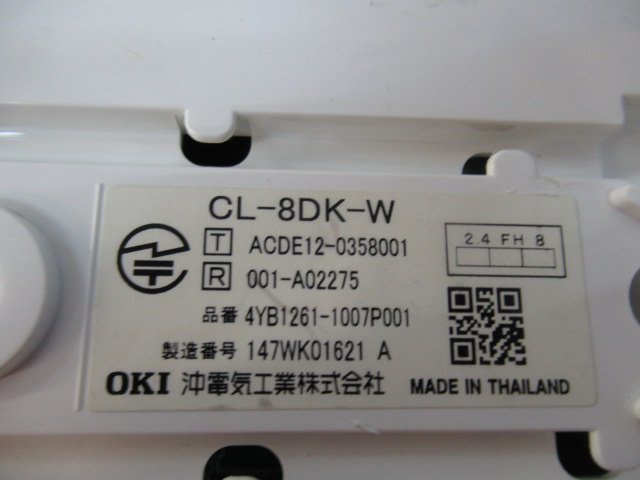 CL-8DK-W
T ACDE12-0358001
R 001-A02275
2.4 FH 8
品番 4YB1261-1007P001
製造番号 147WK01621 A
OKI 沖電気工業株式会社
MADE IN THAILAND